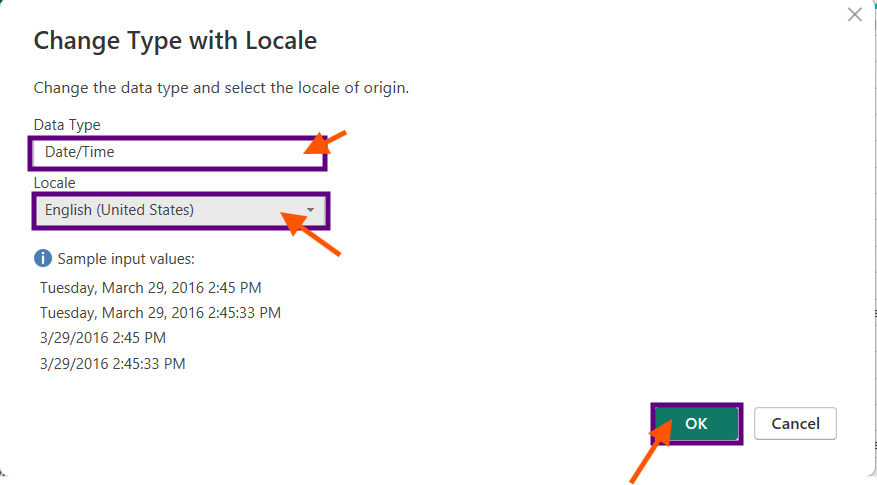 Change Type with Locale
Change the data type and select the locale of origin.
Data Type
Date/Time
Locale
English (United States)
Sample input values:
Tuesday, March 29, 2016 2:45 PM
Tuesday, March 29, 2016 2:45:33 PM
3/29/2016 2:45 PM
3/29/2016 2:45:33 PM
OK Cancel